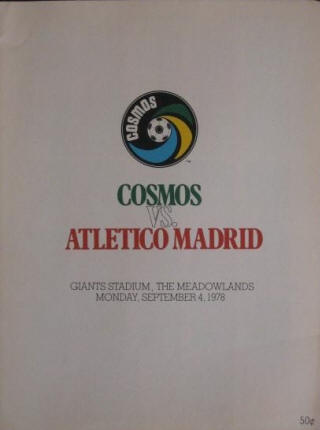 COSMOS
COSMOS
VS.
ATLETICO MADRID
GIANTS STADIUM, THE MEADOWLANDS
MONDAY, SEPTEMBER 4, 1978
50¢